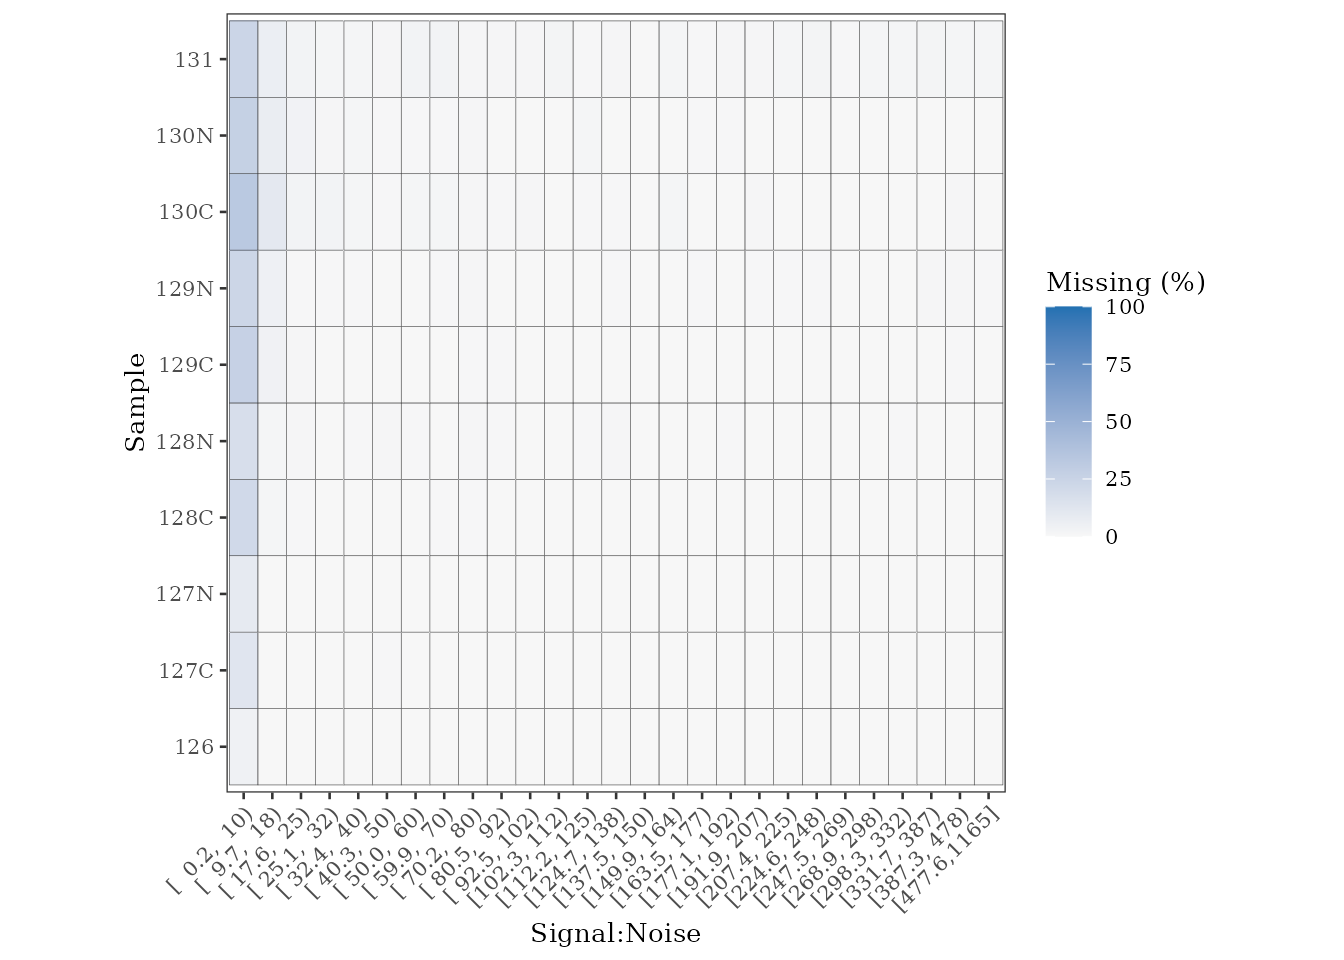 131
130N
130C
129N
129C
128N
128C
127N
127C
126
Sample
[  0.2,  10)
[  9.7,  18)
[ 17.6,  25)
[ 25.1,  32)
[ 32.4,  40)
[ 40.3,  50)
[ 50.0,  60)
[ 59.9,  70)
[ 70.2,  80)
[ 80.5,  92)
[ 92.5, 102)
[102.3, 112)
[112.2, 125)
[124.7, 138)
[137.5, 150)
[149.9, 164)
[163.5, 177)
[177.1, 192)
[191.9, 207)
[207.4, 225)
[224.6, 248)
[247.5, 269)
[268.9, 298)
[298.3, 332)
[331.7, 387)
[387.3, 478)
[477.6,1165]
Signal:Noise
Missing (%)
100
75
50
25
0